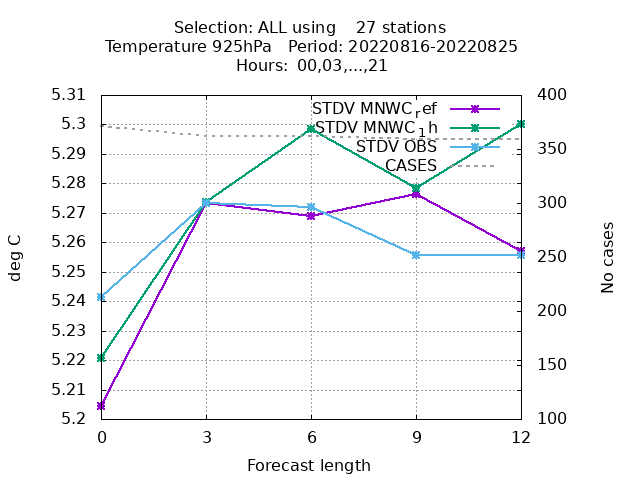 Selection: ALL using    27 stations
Temperature 925hPa   Period: 20220816-20220825
Hours: 00,03,...,21
STDV MNWCref
STDV MNWC1h
STDV OBS
CASES
5.31
5.3
5.29
5.28
5.27
5.26
5.25
5.24
5.23
5.22
5.21
5.2
400
350
300
250
200
150
100
deg C
No cases
0 3 6 9 12
Forecast length